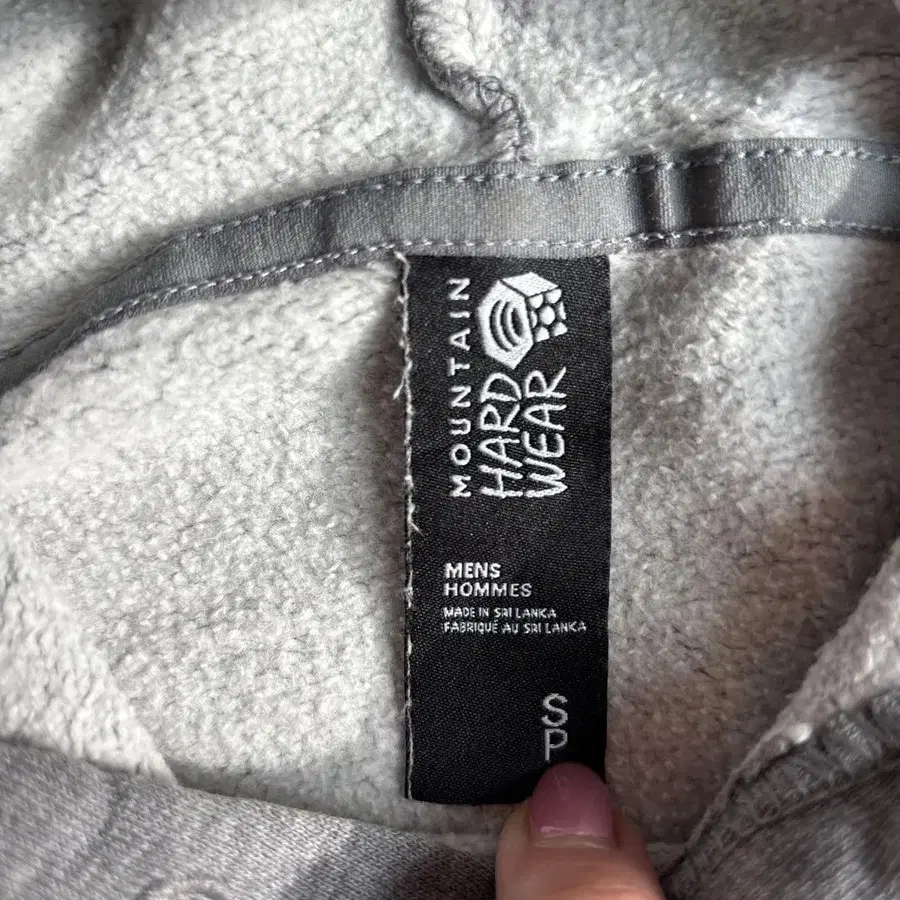 MOUNTAIN
HARD
WEAR
MENS
HOMMES
MADE IN SRI LANKA
FABRIQUÉ AU SRI LANKA
S
P